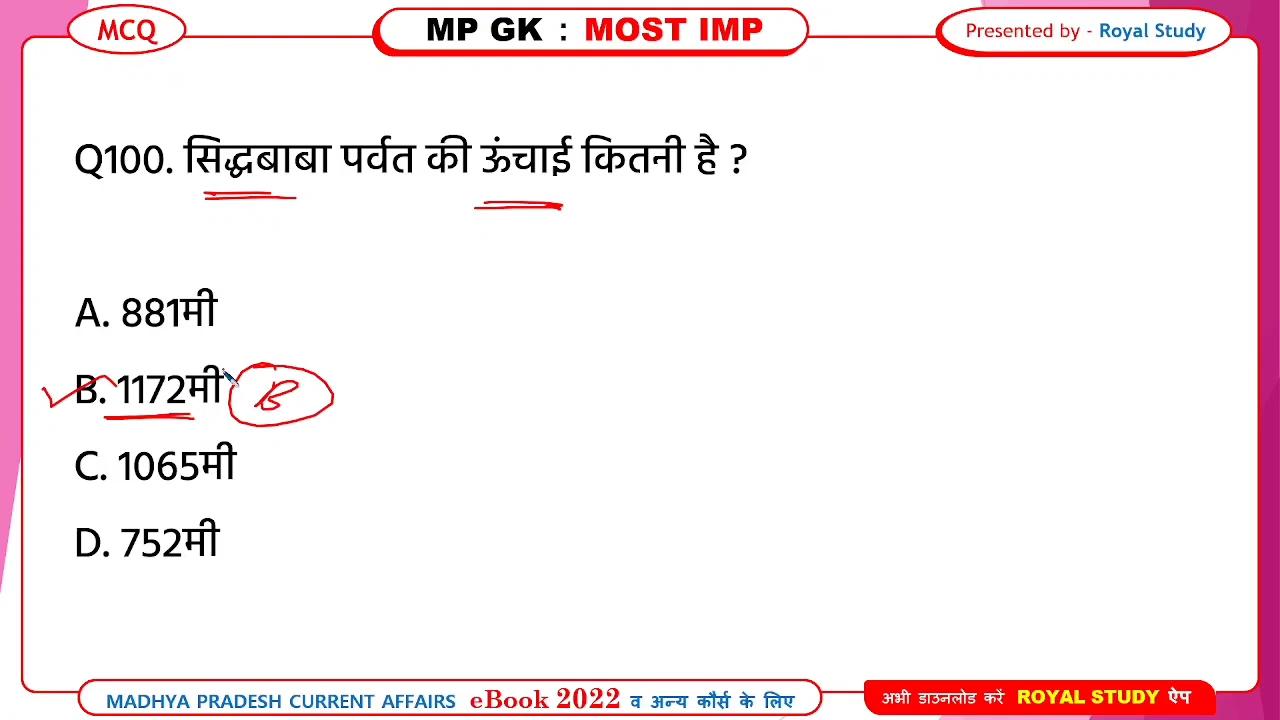 MCQ
MP GK : MOST IMP
Presented by - Royal Study
Q100. सिद्धबाबा पर्वत की ऊंचाई कितनी है ?
A. 881मी
B. 1172मी B
C. 1065मी
D. 752मी
MADHYA PRADESH CURRENT AFFAIRS eBook 2022 व अन्य कौर्स के लिए
अभी डाउनलोड करें ROYAL STUDY ऐप